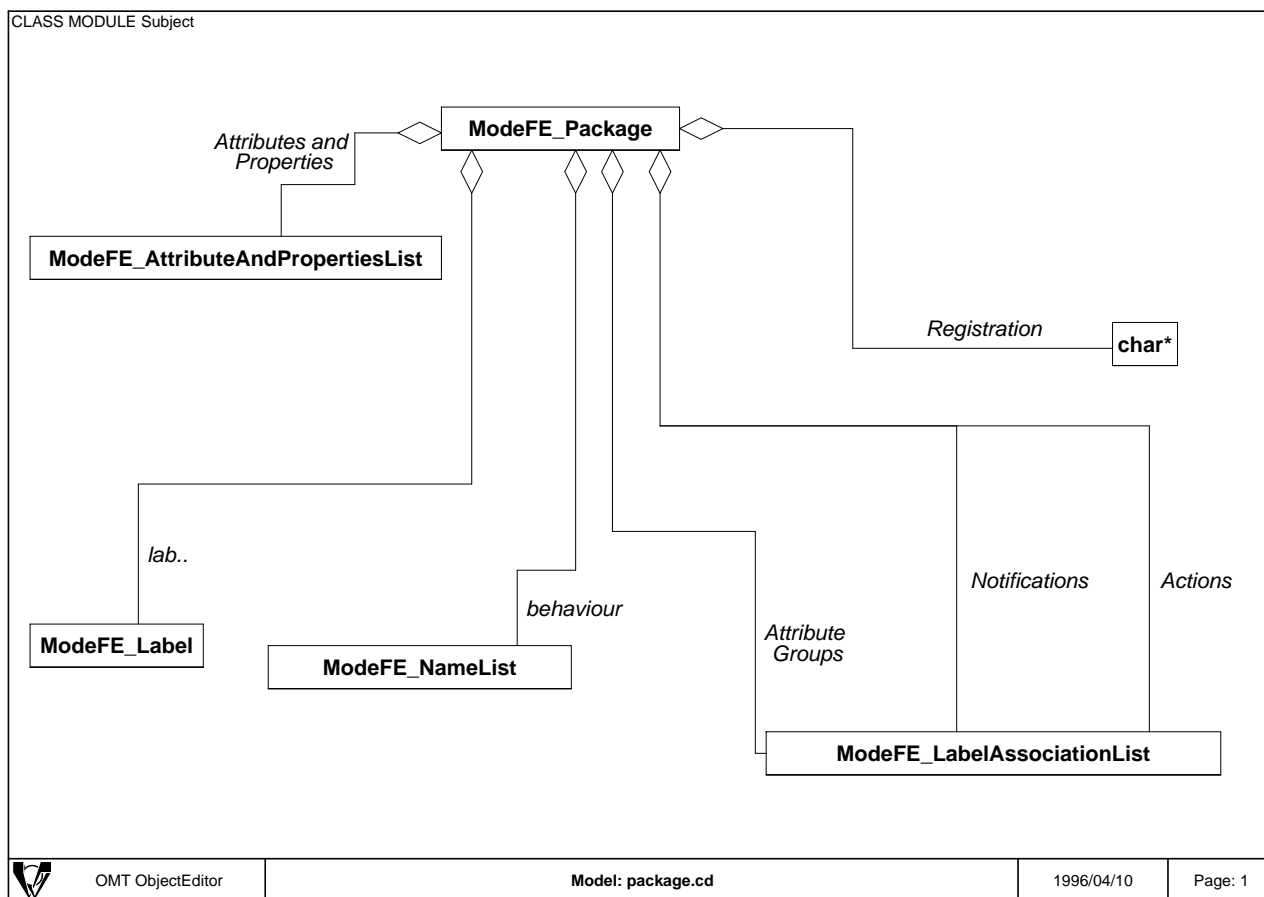 CLASS MODULE Subject
ModeFE_Package
Attributes and
Properties
ModeFE_AttributeAndPropertiesList
Registration
char*
lab..
Notifications
Actions
behaviour
Attribute
Groups
ModeFE_Label
ModeFE_NameList
ModeFE_LabelAssociationList
OMT ObjectEditor
Model: package.cd
1996/04/10
Page: 1